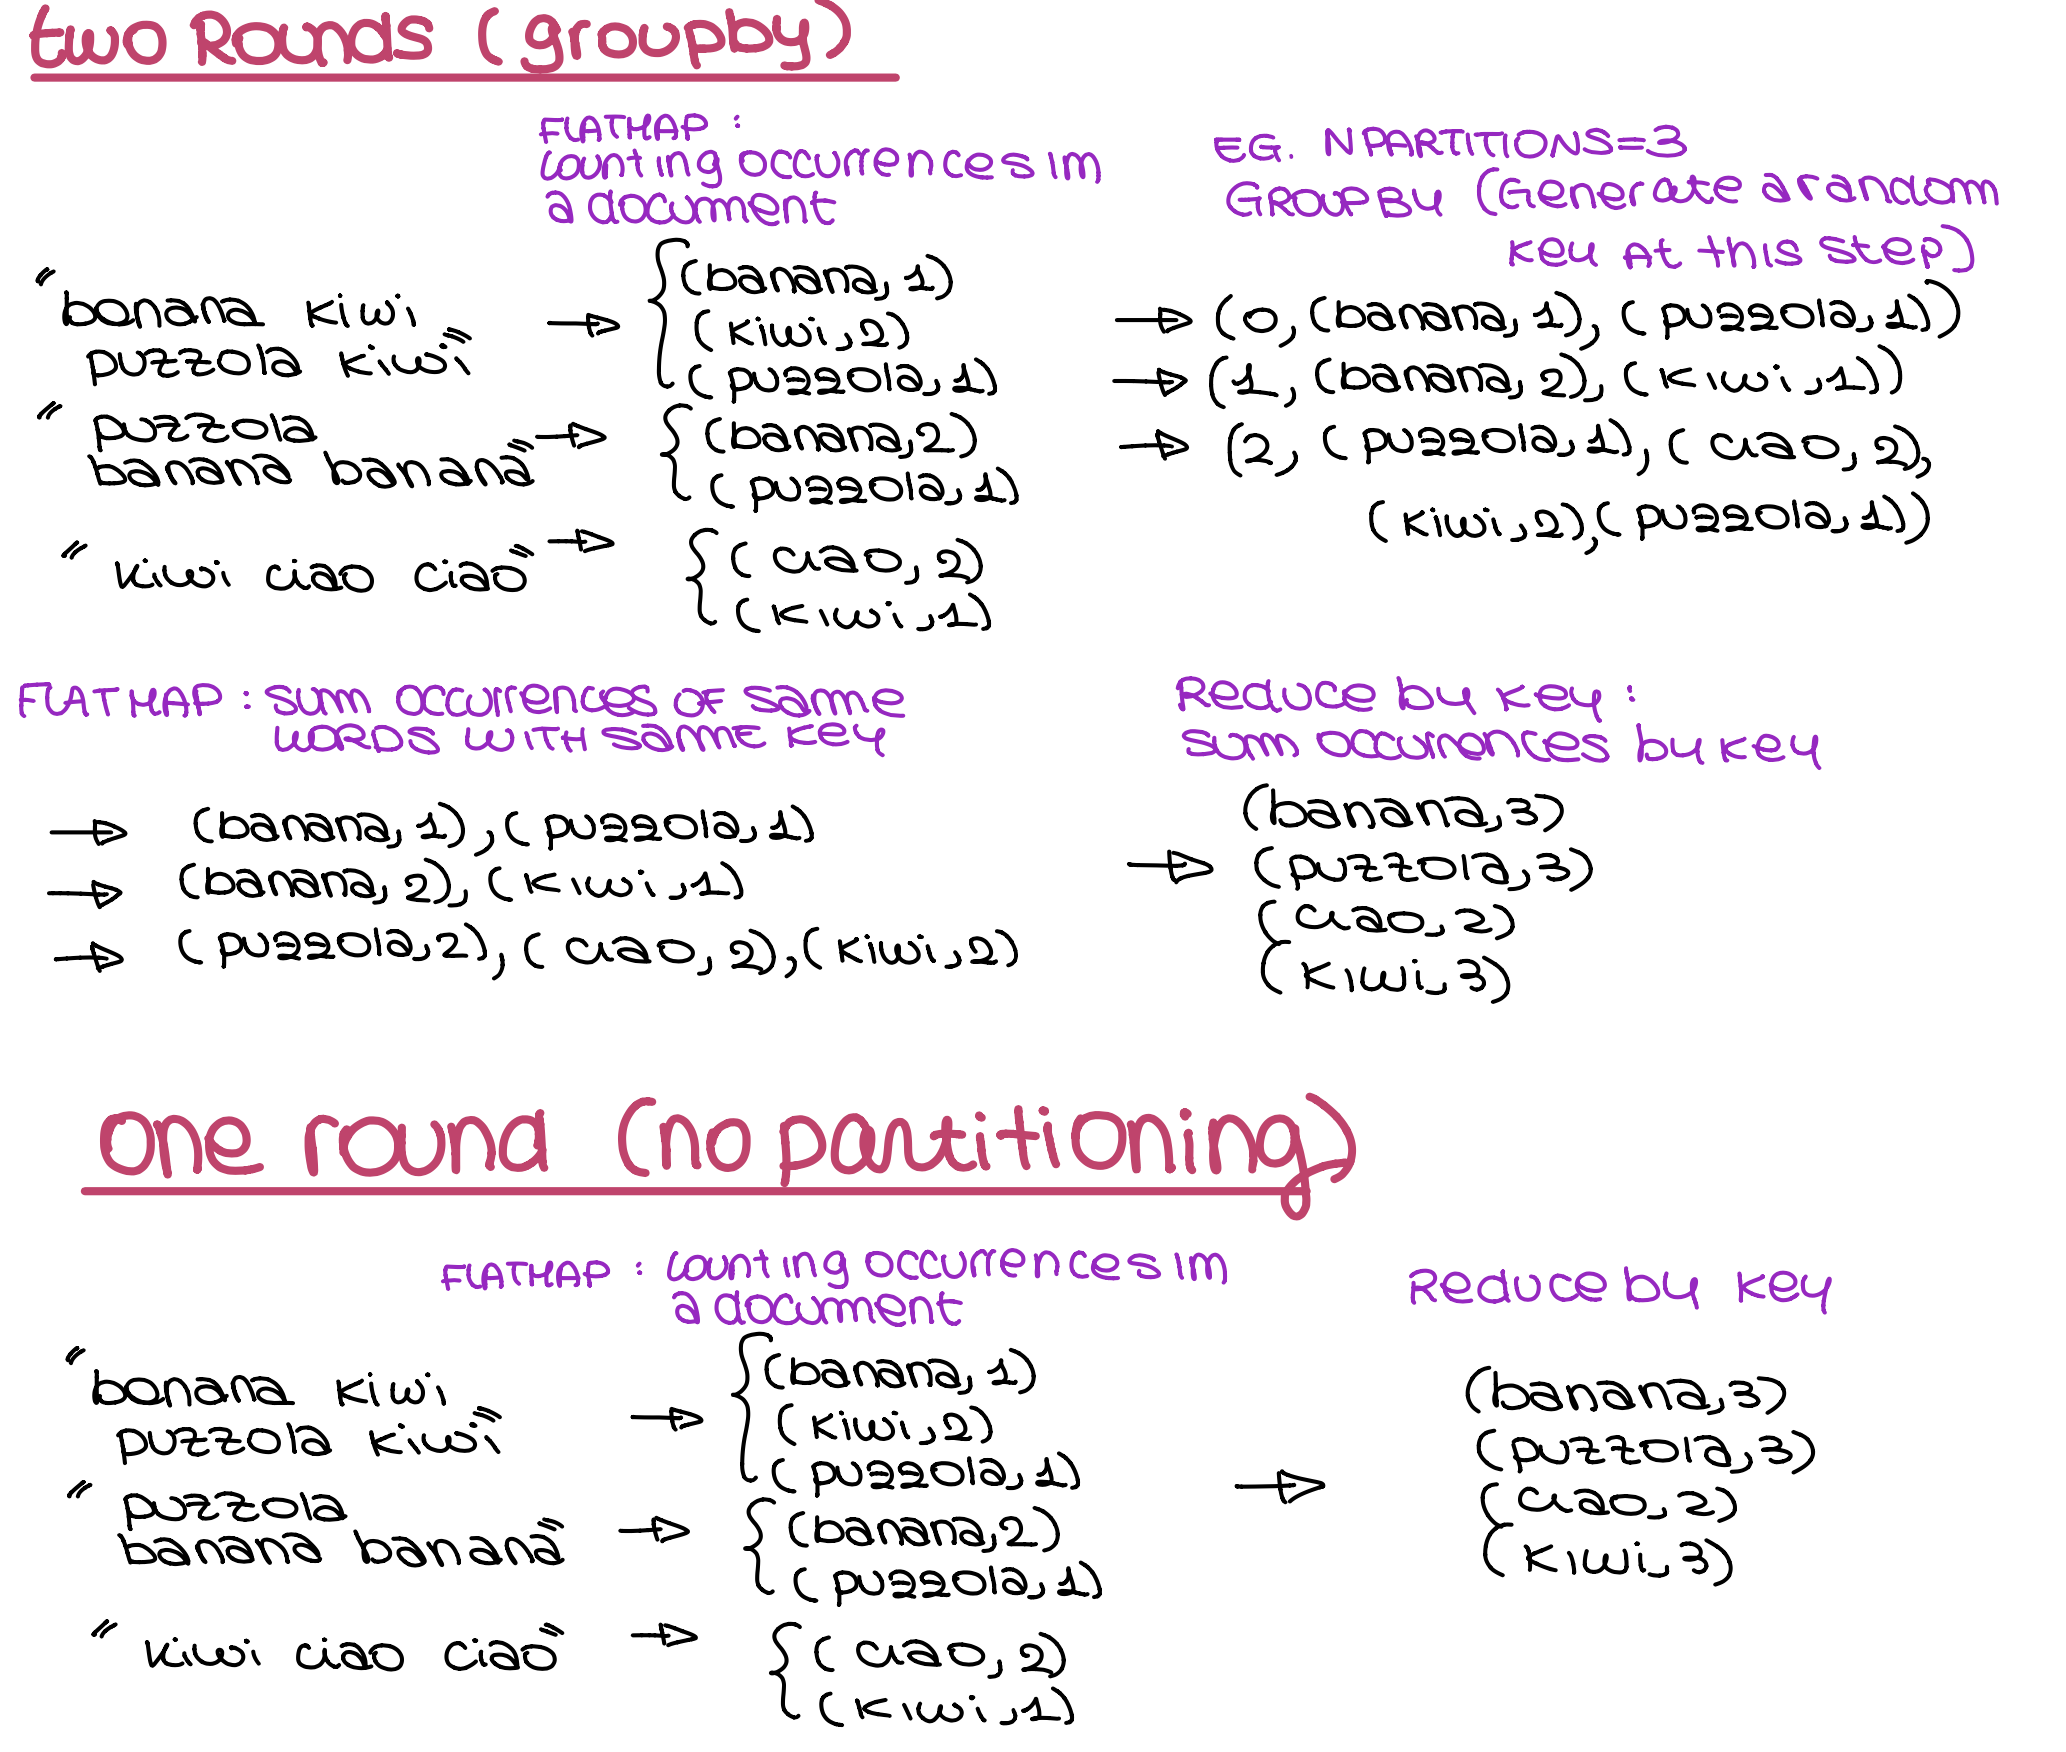 two Rounds (groupby)
FLATMAP :
counting occurrences im
a document
EG. NPARTITIONS=3
GROUPBY (Generate a random
key at this step)
"banana kiwi
puzzola kiwi"
(banana, 1)
(kiwi, 2)
(puzzola, 1)
(0, (banana, 1), (puzzola, 1))
(1, (banana, 2), (kiwi, 1))
"puzzola
banana banana"
(banana, 2)
(puzzola, 1)
(2, (puzzola, 1), (ciao, 2),
(kiwi, 2), (puzzola, 1))
"kiwi ciao ciao"
(ciao, 2)
(kiwi, 1)
FLATMAP : sum occurrences of same
words with same key
Reduce by key :
sum occurrences by key
(banana, 1), (puzzola, 1)
(banana, 2), (kiwi, 1)
(puzzola, 2), (ciao, 2), (kiwi, 2)
(banana, 3)
(puzzola, 3)
(ciao, 2)
(kiwi, 3)
one round (no partitioning)
FLATMAP : counting occurrences im
a document
Reduce by key
"banana kiwi
puzzola kiwi"
(banana, 1)
(kiwi, 2)
(puzzola, 1)
"puzzola
banana banana"
(banana, 2)
(puzzola, 1)
"kiwi ciao ciao"
(ciao, 2)
(kiwi, 1)
(banana, 3)
(puzzola, 3)
(ciao, 2)
(kiwi, 3)